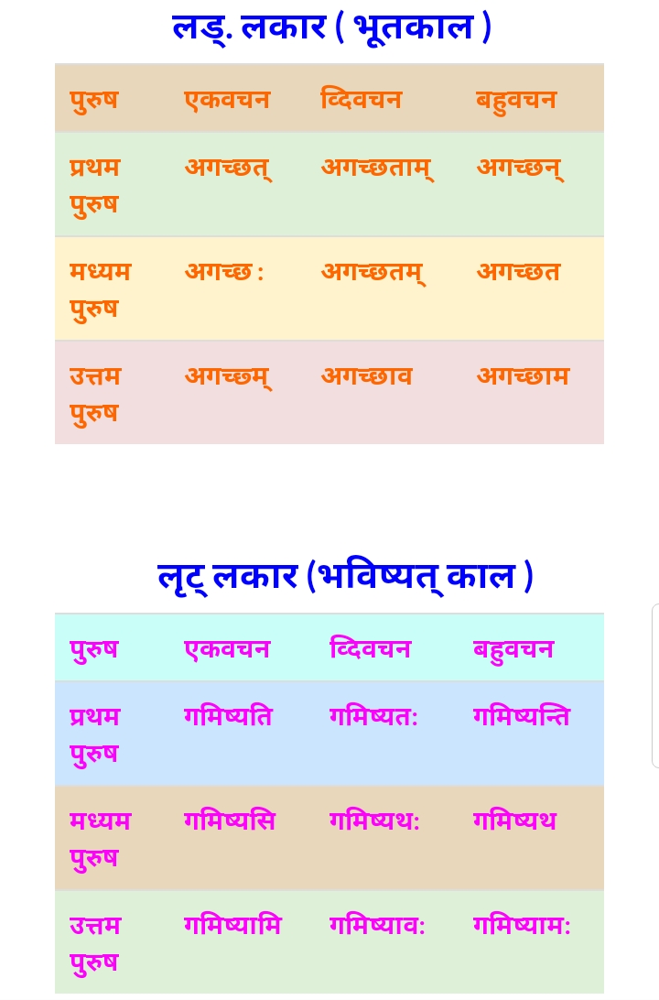 लड्. लकार ( भूतकाल )
पुरुष एकवचन व्दिवचन बहुवचन
प्रथम पुरुष अगच्छत् अगच्छताम् अगच्छन्
मध्यम पुरुष अगच्छ : अगच्छतम् अगच्छत
उत्तम पुरुष अगच्छम् अगच्छाव अगच्छाम
लृट् लकार (भविष्यत् काल )
पुरुष एकवचन व्दिवचन बहुवचन
प्रथम पुरुष गमिष्यति गमिष्यत: गमिष्यन्ति
मध्यम पुरुष गमिष्यसि गमिष्यथ: गमिष्यथ
उत्तम पुरुष गमिष्यामि गमिष्याव: गमिष्याम: